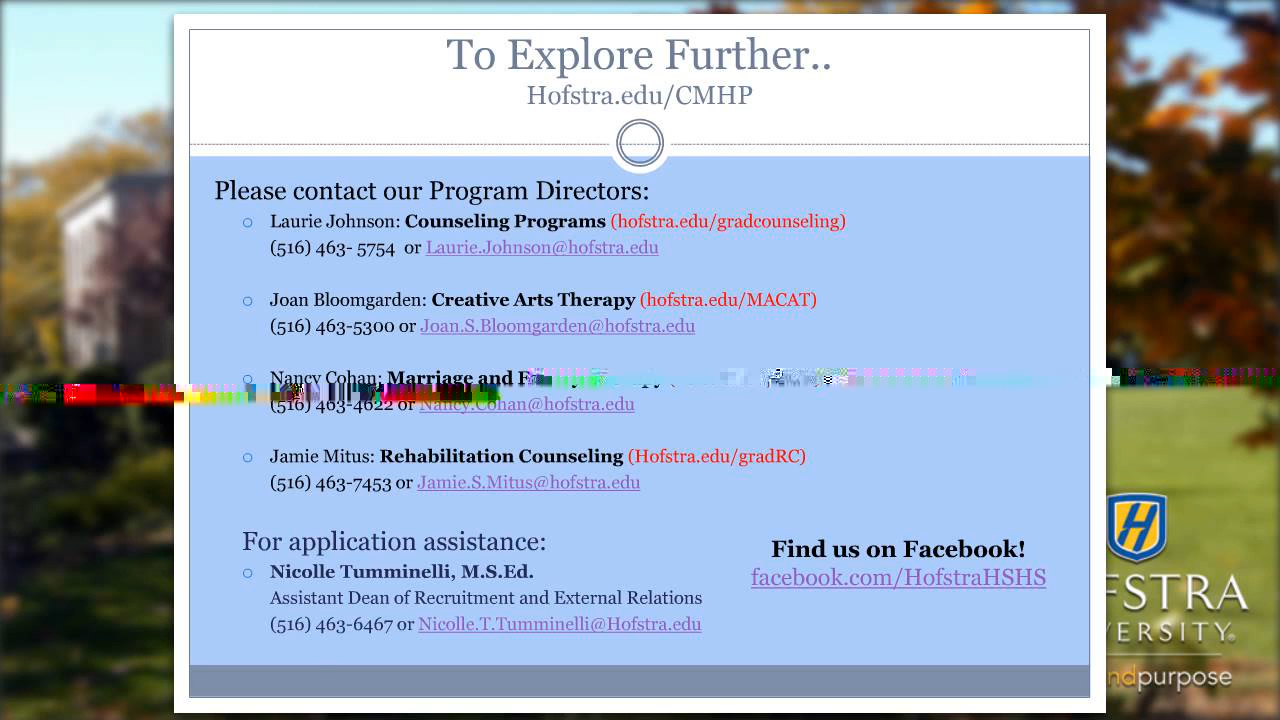 To Explore Further..
Hofstra.edu/CMHP
Please contact our Program Directors:
Laurie Johnson: Counseling Programs (hofstra.edu/gradcounseling)
(516) 463- 5754 or Laurie.Johnson@hofstra.edu
Joan Bloomgarden: Creative Arts Therapy (hofstra.edu/MACAT)
(516) 463-5300 or Joan.S.Bloomgarden@hofstra.edu
Nancy Cohan: Marriage and
(516) 463-4622 or Nancy.Cohan@hofstra.edu
Jamie Mitus: Rehabilitation Counseling (Hofstra.edu/gradRC)
(516) 463-7453 or Jamie.S.Mitus@hofstra.edu
For application assistance:
Nicolle Tumminelli, M.S.Ed.
Assistant Dean of Recruitment and External Relations
(516) 463-6467 or Nicolle.T.Tumminelli@Hofstra.edu
Find us on Facebook!
facebook.com/HofstraHSHS
H
FSTRA
ERSITY®
ndpurpose